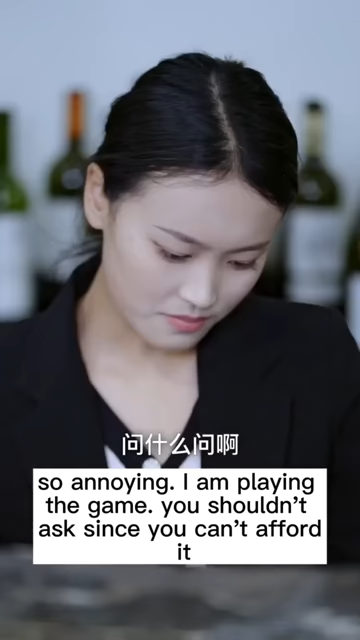 问什么问啊
so annoying. I am playing
the game. you shouldn't
ask since you can't afford
it